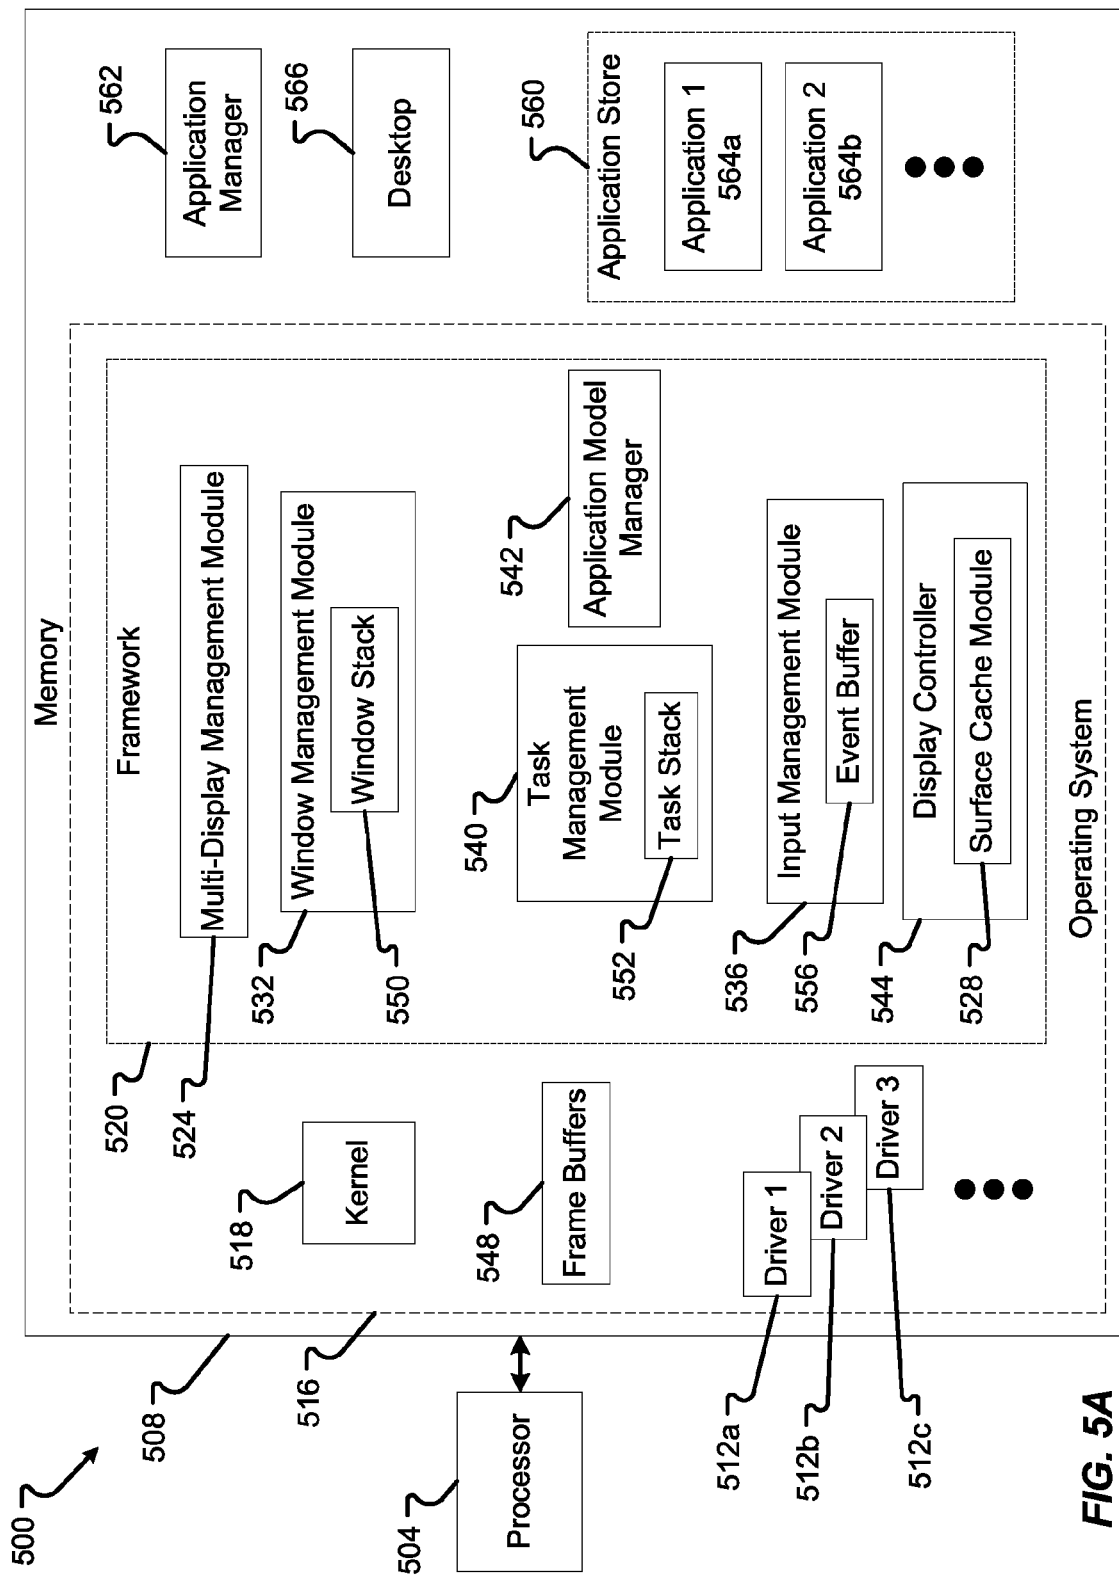 500
508
Memory
516
520
Framework
518
Kernel
524
Multi-Display Management Module
562
Application
Manager
532
Window Management Module
550
Window Stack
566
Desktop
504
Processor
548
Frame Buffers
540
Task
Management
Module
552
Task Stack
542
Application Model
Manager
560
Application Store
Application 1
564a
Application 2
564b
512a
Driver 1
512b
Driver 2
512c
Driver 3
536
Input Management Module
556
Event Buffer
544
Display Controller
528
Surface Cache Module
Operating System
FIG. 5A